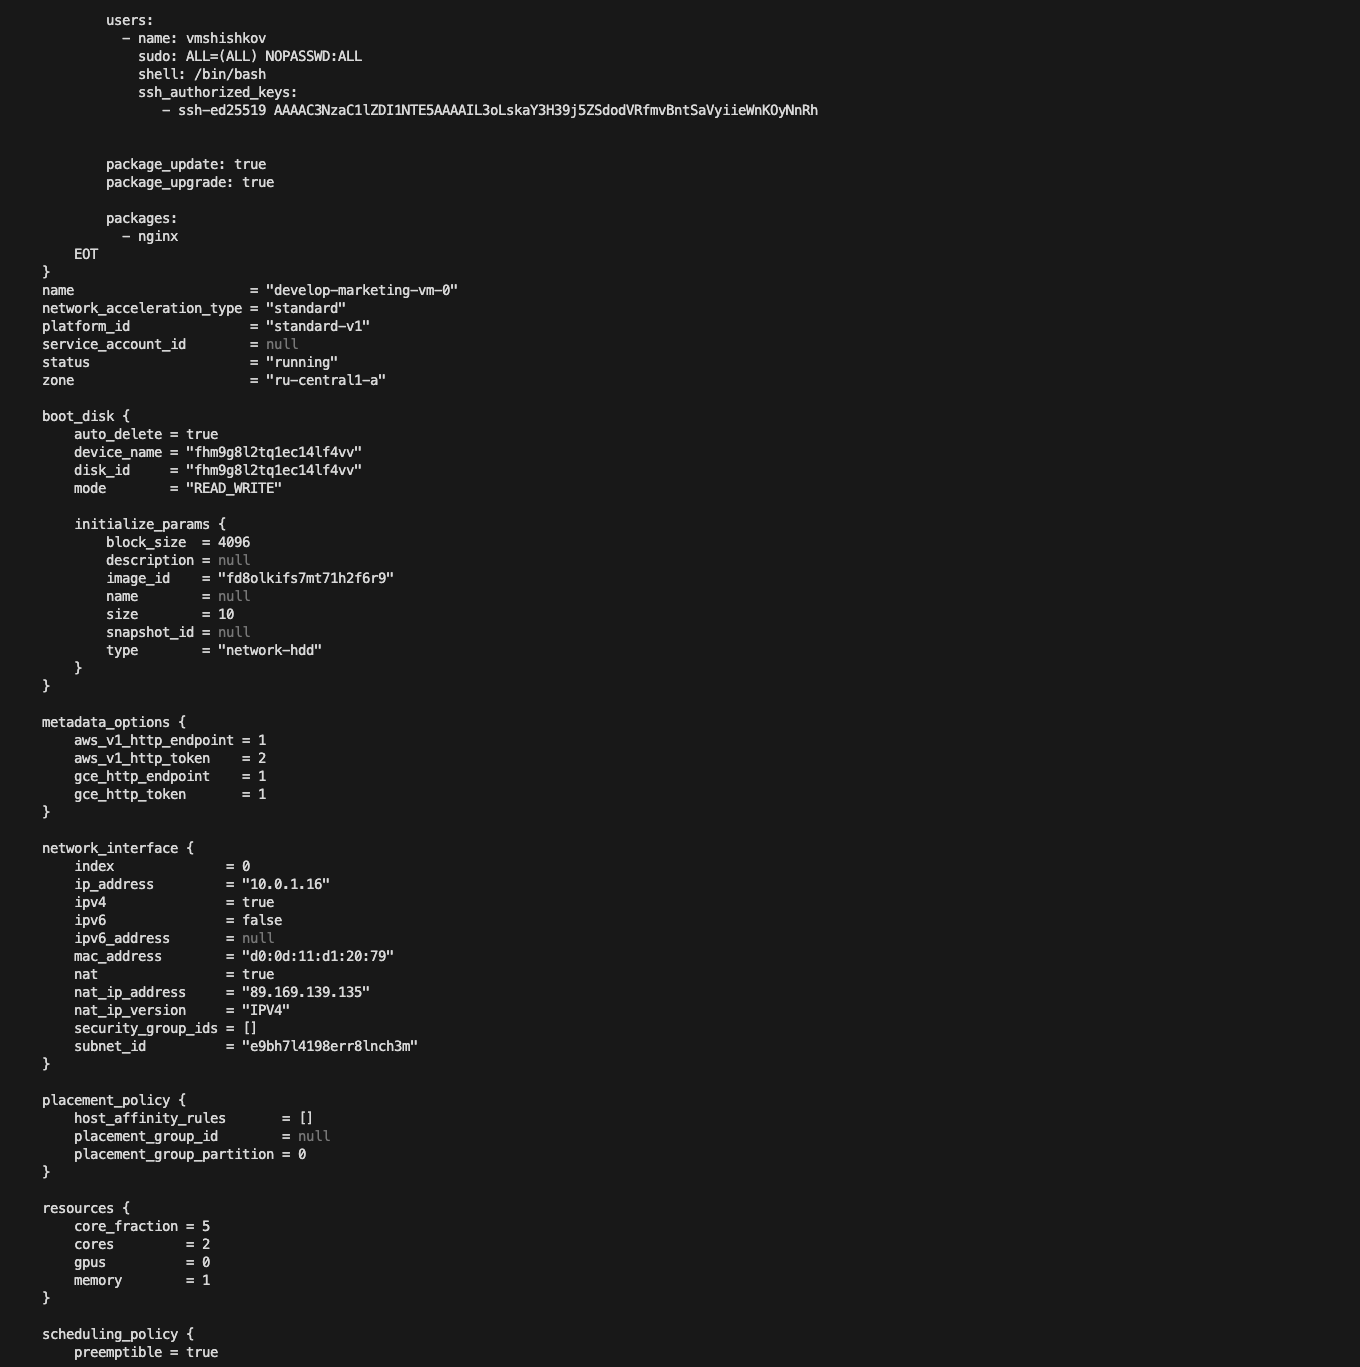 users:
  - name: vmshishkov
    sudo: ALL=(ALL) NOPASSWD:ALL
    shell: /bin/bash
    ssh_authorized_keys:
       - ssh-ed25519 AAAAC3NzaC1lZDI1NTE5AAAAIL3oLskaY3H39j5ZSdodVRfmvBntSaVyiieWnKOyNnRh
package_update: true
package_upgrade: true
packages:
  - nginx
EOT
}
name                      = "develop-marketing-vm-0"
network_acceleration_type = "standard"
platform_id               = "standard-v1"
service_account_id        = null
status                    = "running"
zone                      = "ru-central1-a"
boot_disk {
    auto_delete = true
    device_name = "fhm9g8l2tq1ec14lf4vv"
    disk_id     = "fhm9g8l2tq1ec14lf4vv"
    mode        = "READ_WRITE"
    initialize_params {
        block_size  = 4096
        description = null
        image_id    = "fd8olkifs7mt71h2f6r9"
        name        = null
        size        = 10
        snapshot_id = null
        type        = "network-hdd"
    }
}
metadata_options {
    aws_v1_http_endpoint = 1
    aws_v1_http_token    = 2
    gce_http_endpoint    = 1
    gce_http_token       = 1
}
network_interface {
    index              = 0
    ip_address         = "10.0.1.16"
    ipv4               = true
    ipv6               = false
    ipv6_address       = null
    mac_address        = "d0:0d:11:d1:20:79"
    nat                = true
    nat_ip_address     = "89.169.139.135"
    nat_ip_version     = "IPV4"
    security_group_ids = []
    subnet_id          = "e9bh7l4198err8lnch3m"
}
placement_policy {
    host_affinity_rules       = []
    placement_group_id        = null
    placement_group_partition = 0
}
resources {
    core_fraction = 5
    cores         = 2
    gpus          = 0
    memory        = 1
}
scheduling_policy {
    preemptible = true